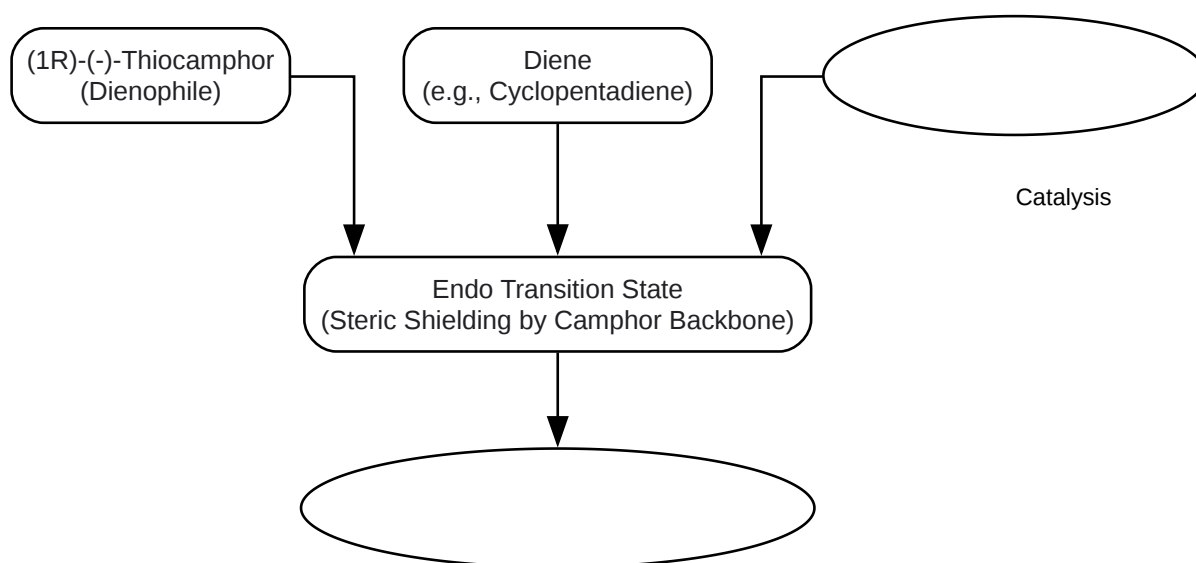 (1R)-(-)-Thiocamphor
(Dienophile)
Diene
(e.g., Cyclopentadiene)
Catalysis
Endo Transition State
(Steric Shielding by Camphor Backbone)